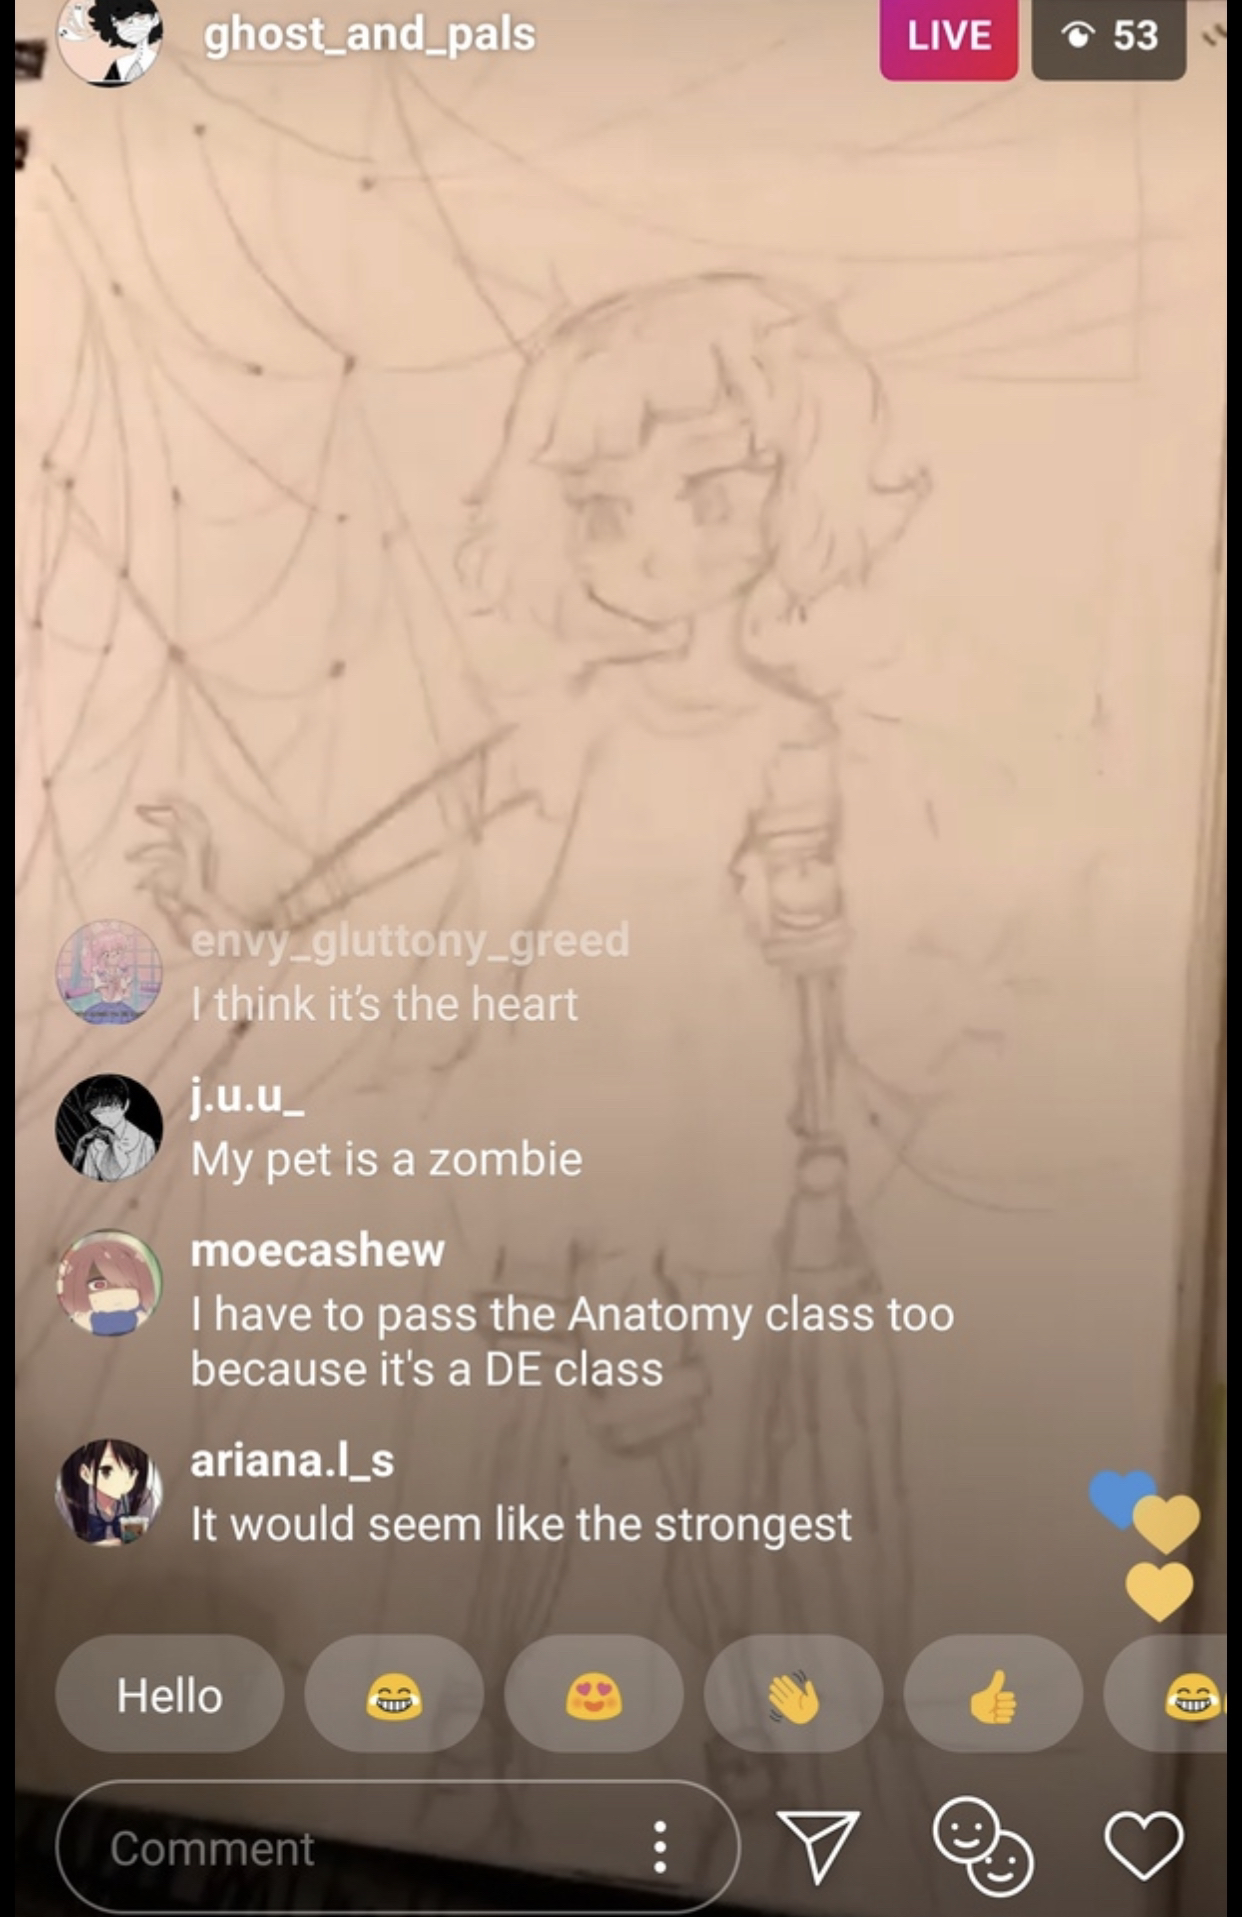 ghost_and_pals
LIVE
53
envy_gluttony_greed
I think it’s the heart
j.u.u_
My pet is a zombie
moecashew
I have to pass the Anatomy class too
because it's a DE class
ariana.l_s
It would seem like the strongest
Hello
Comment